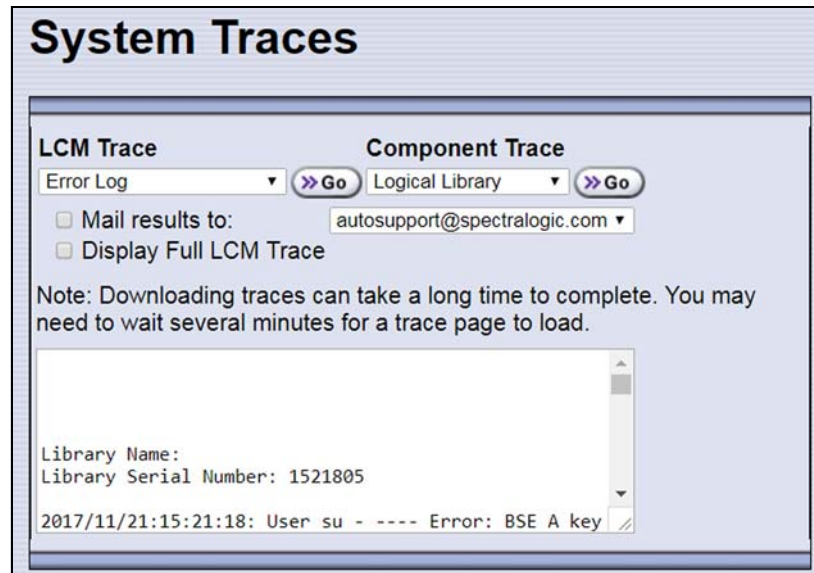 System Traces
LCM Trace Component Trace
Error Log Go Logical Library Go
Mail results to: autosupport@spectralogic.com
Display Full LCM Trace
Note: Downloading traces can take a long time to complete. You may
need to wait several minutes for a trace page to load.
Library Name:
Library Serial Number: 1521805
2017/11/21:15:21:18: User su - ---- Error: BSE A key